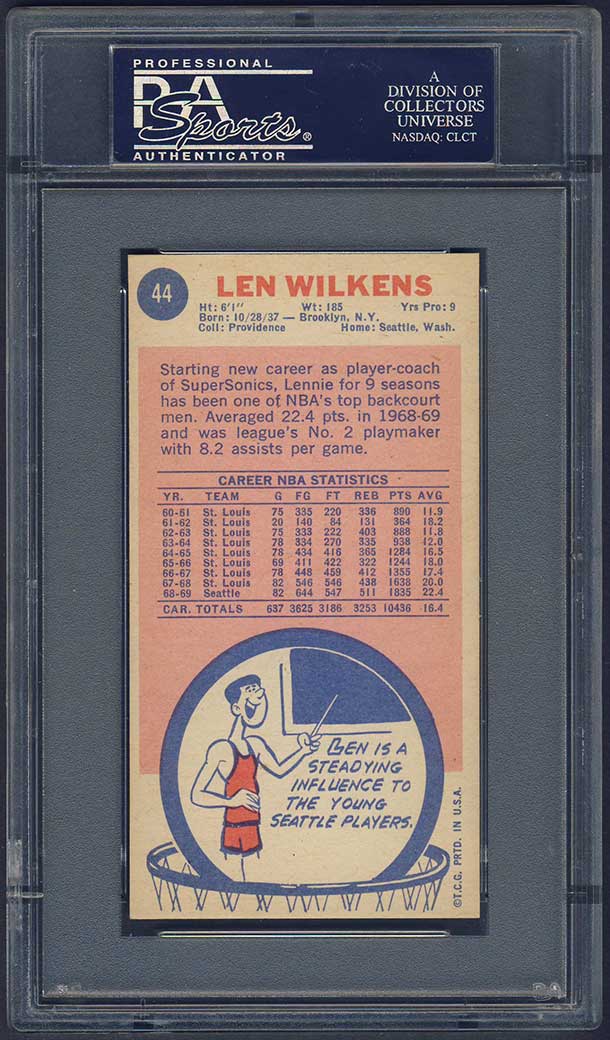 PROFESSIONAL
PSA
Sports®
AUTHENTICATOR
A
DIVISION OF
COLLECTORS
UNIVERSE
NASDAQ: CLCT
44
LEN WILKENS
Ht: 6'1" Wt: 185 Yrs Pro: 9
Born: 10/28/37 — Brooklyn, N.Y.
Coll: Providence Home: Seattle, Wash.
Starting new career as player-coach
of SuperSonics, Lennie for 9 seasons
has been one of NBA's top backcourt
men. Averaged 22.4 pts. in 1968-69
and was league's No. 2 playmaker
with 8.2 assists per game.
CAREER NBA STATISTICS
YR. TEAM G FG FT REB PTS AVG
60-61 St. Louis 75 335 220 336 890 11.9
61-62 St. Louis 20 140 84 131 364 18.2
62-63 St. Louis 75 333 222 403 888 11.8
63-64 St. Louis 78 334 270 335 938 12.0
64-65 St. Louis 78 434 416 365 1284 16.5
65-66 St. Louis 69 411 422 322 1244 18.0
66-67 St. Louis 78 448 459 412 1355 17.4
67-68 St. Louis 82 546 546 438 1638 20.0
68-69 Seattle 82 644 547 511 1835 22.4
CAR. TOTALS 637 3625 3186 3253 10436 16.4
LEN IS A
STEADYING
INFLUENCE TO
THE YOUNG
SEATTLE PLAYERS.
©T.C.G. PRTD. IN U.S.A.